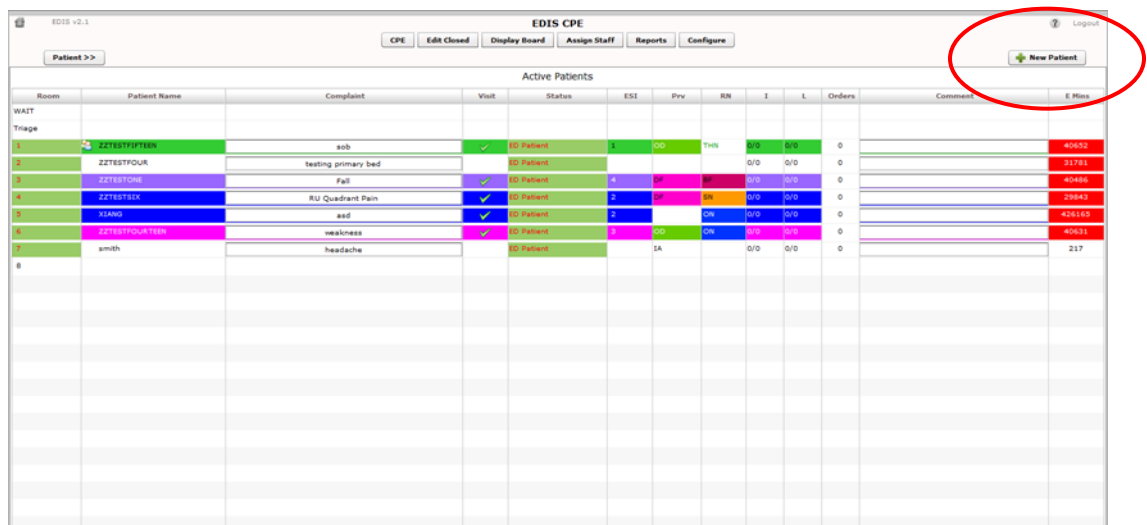 EDIS v2.1 EDIS CPE ? Logout
CPE Edit Closed Display Board Assign Staff Reports Configure
Patient >> New Patient
Active Patients
Room Patient Name Complaint Visit Status ESI Prv RN I L Orders Comment E Mins
WAIT
Triage
1 ZZTESTFIFTEEN sob ED Patient 1 OD THN 0/0 0/0 0 40652
2 ZZTESTFOUR testing primary bed ED Patient 0/0 0/0 0 31781
3 ZZTESTONE Fall ED Patient 4 DF BF 0/0 0/0 0 40486
4 ZZTESTSIX RU Quadrant Pain ED Patient 2 DF SN 0/0 0/0 0 29843
5 XIANG asd ED Patient 2 ON 0/0 0/0 0 426165
6 ZZTESTFOURTEEN weakness ED Patient 3 OD ON 0/0 0/0 0 40631
7 smith headache ED Patient IA 0/0 0/0 0 217
8